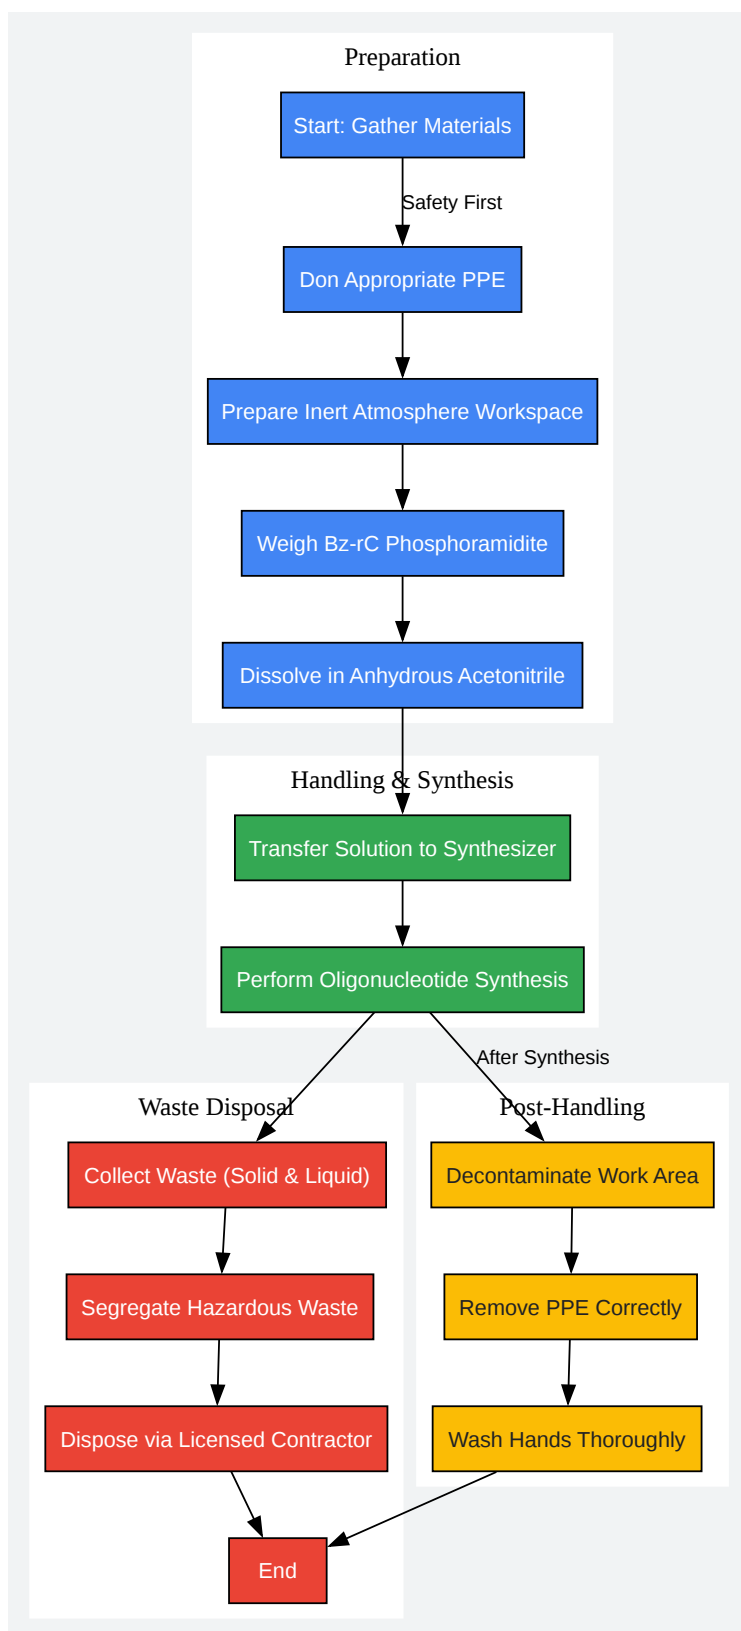 Preparation
Start: Gather Materials
Safety First
Don Appropriate PPE
Prepare Inert Atmosphere Workspace
Weigh Bz-rC Phosphoramidite
Dissolve in Anhydrous Acetonitrile
Handling & Synthesis
Transfer Solution to Synthesizer
Perform Oligonucleotide Synthesis
After Synthesis
Waste Disposal
Collect Waste (Solid & Liquid)
Segregate Hazardous Waste
Dispose via Licensed Contractor
End
Post-Handling
Decontaminate Work Area
Remove PPE Correctly
Wash Hands Thoroughly